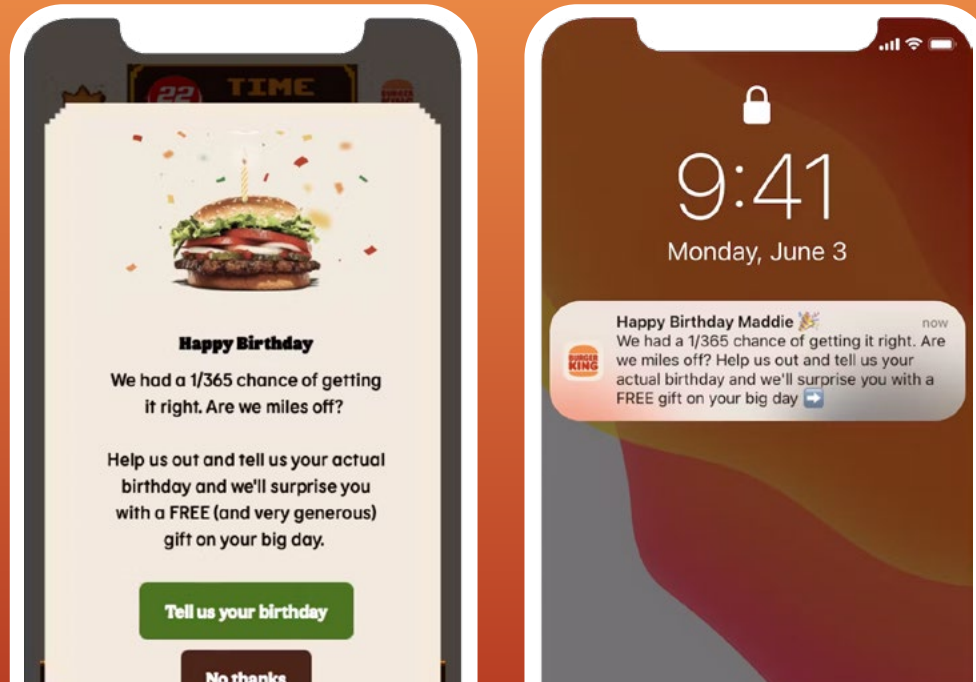 22
TIME
BURGER
KING
Happy Birthday
We had a 1/365 chance of getting
it right. Are we miles off?
Help us out and tell us your actual
birthday and we'll surprise you
with a FREE (and very generous)
gift on your big day.
Tell us your birthday
No thanks
9:41
Monday, June 3
BURGER
KING
Happy Birthday Maddie 🎉
now
We had a 1/365 chance of getting it right. Are
we miles off? Help us out and tell us your
actual birthday and we'll surprise you with a
FREE gift on your big day ➡️